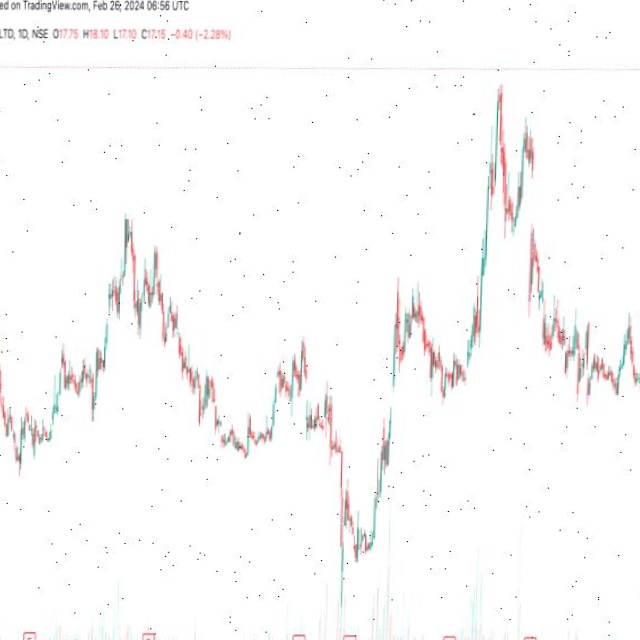 ed on TradingView.com, Feb 26, 2024 06:56 UTC
LTD, 1D, NSE O17.75 H18.10 L17.10 C17.15 -0.40 (-2.28%)